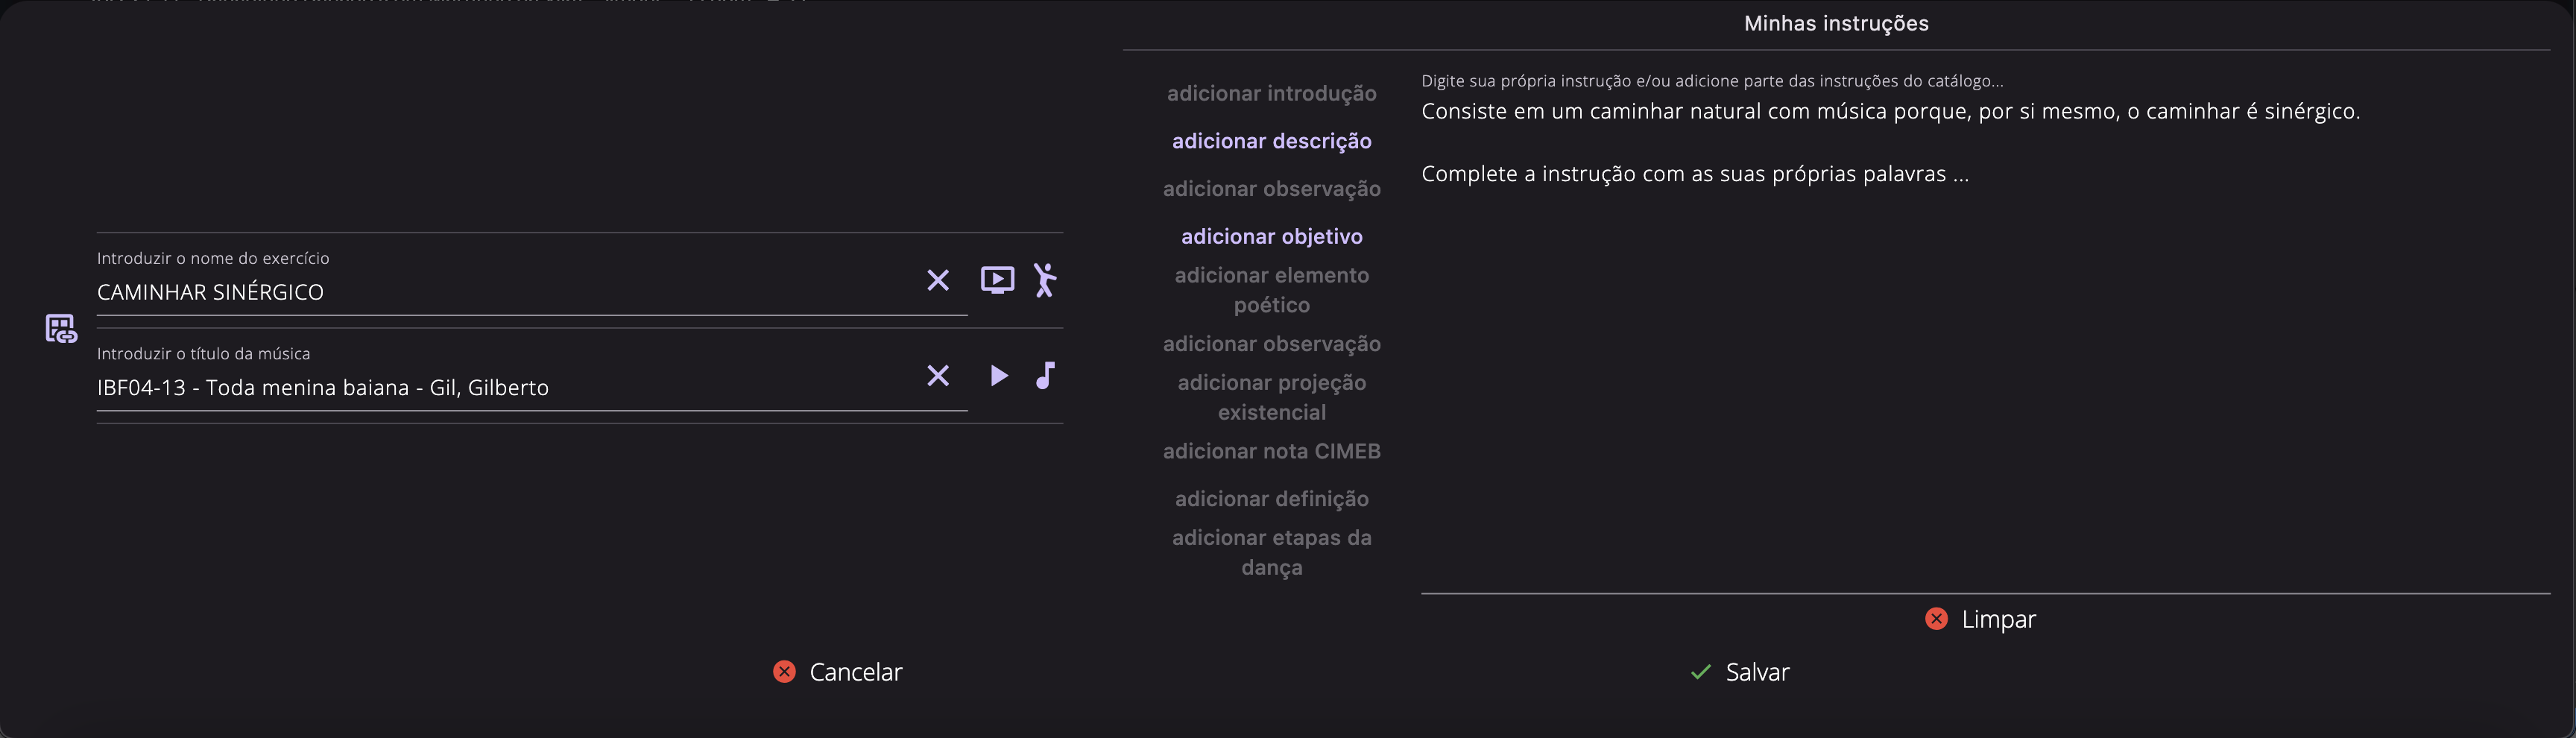 Minhas instruções
Introduzir o nome do exercício
CAMINHAR SINÉRGICO
Introduzir o título da música
IBF04-13 - Toda menina baiana - Gil, Gilberto
adicionar introdução
adicionar descrição
adicionar observação
adicionar objetivo
adicionar elemento
poético
adicionar observação
adicionar projeção
existencial
adicionar nota CIMEB
adicionar definição
adicionar etapas da
dança
Digite sua própria instrução e/ou adicione parte das instruções do catálogo...
Consiste em um caminhar natural com música porque, por si mesmo, o caminhar é sinérgico.
Complete a instrução com as suas próprias palavras ...
Limpar
Cancelar
Salvar